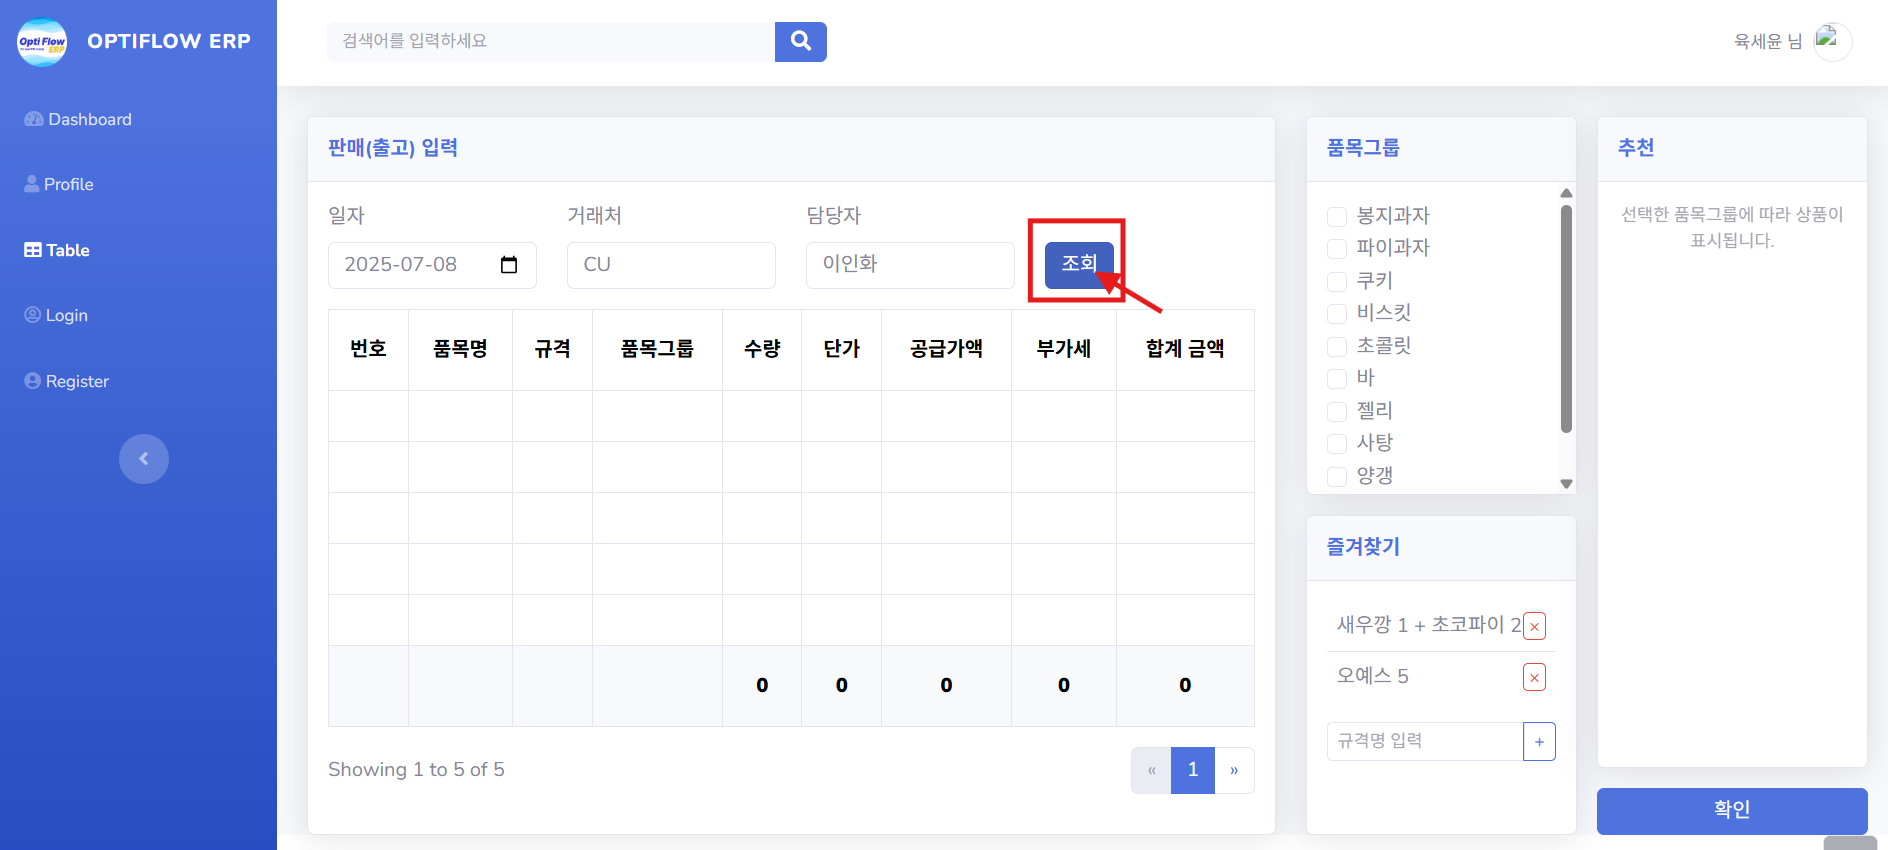 Opti Flow
ERP
OPTIFLOW ERP
Dashboard
Profile
Table
Login
Register
검색어를 입력하세요
육세윤 님
판매(출고) 입력
일자
거래처
담당자
2025-07-08
CU
이인화
조회
번호
품목명
규격
품목그룹
수량
단가
공급가액
부가세
합계 금액
0
0
0
0
0
Showing 1 to 5 of 5
«
1
»
품목그룹
봉지과자
파이과자
쿠키
비스킷
초콜릿
바
젤리
사탕
양갱
즐겨찾기
새우깡 1 + 초코파이 2
×
오예스 5
×
규격명 입력
+
추천
선택한 품목그룹에 따라 상품이
표시됩니다.
확인